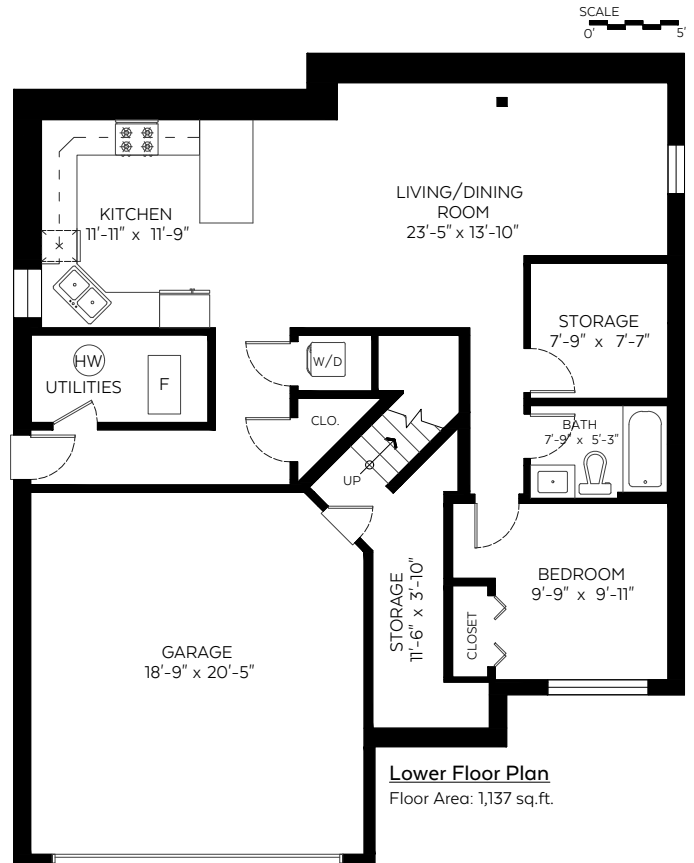 SCALE
0' 5'
KITCHEN
11'-11" x 11'-9"
LIVING/DINING
ROOM
23'-5" x 13'-10"
STORAGE
7'-9" x 7'-7"
HW
UTILITIES
F
W/D
CLO.
BATH
7'-9" x 5'-3"
UP
BEDROOM
9'-9" x 9'-11"
STORAGE
11'-6" x 3'-10"
CLOSET
GARAGE
18'-9" x 20'-5"
Lower Floor Plan
Floor Area: 1,137 sq.ft.